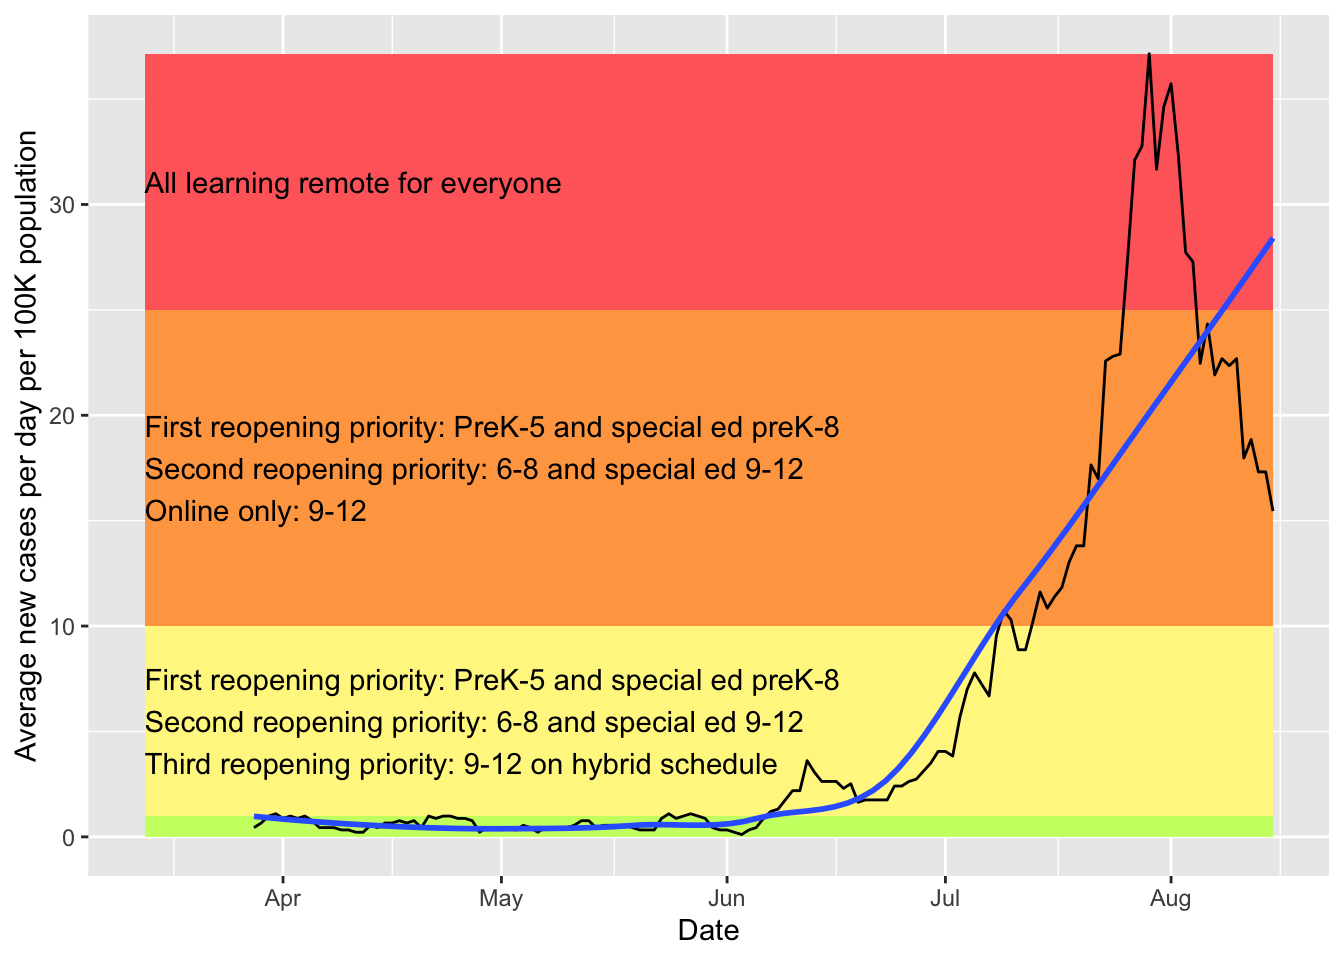 Average new cases per day per 100K population
30
20
10
0
All learning remote for everyone
First reopening priority: PreK-5 and special ed preK-8
Second reopening priority: 6-8 and special ed 9-12
Online only: 9-12
First reopening priority: PreK-5 and special ed preK-8
Second reopening priority: 6-8 and special ed 9-12
Third reopening priority: 9-12 on hybrid schedule
Apr
May
Jun
Jul
Aug
Date